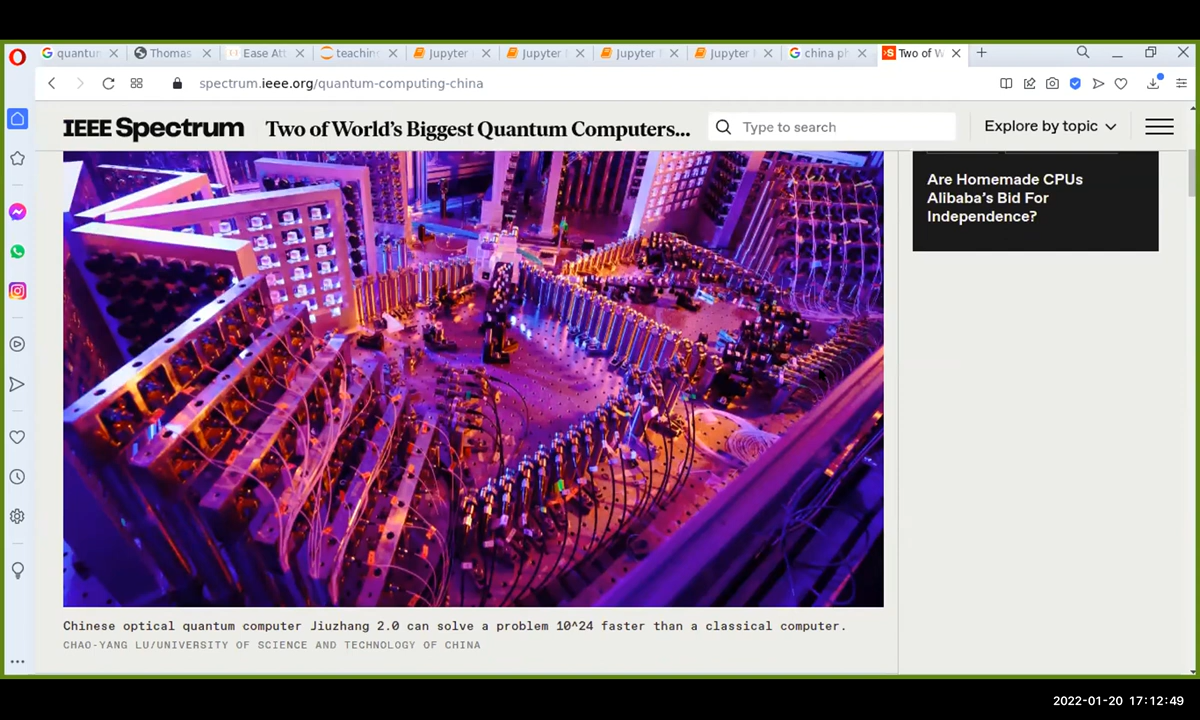 quantum
Thomas
Ease Att
teaching
Jupyter
Jupyter
Jupyter
Jupyter
china ph
Two of W
spectrum.ieee.org/quantum-computing-china
IEEE Spectrum
Two of World's Biggest Quantum Computers...
Type to search
Explore by topic
Are Homemade CPUs
Alibaba's Bid For
Independence?
Chinese optical quantum computer Jiuzhang 2.0 can solve a problem 10^24 faster than a classical computer.
CHAO-YANG LU/UNIVERSITY OF SCIENCE AND TECHNOLOGY OF CHINA
2022-01-20 17:12:49